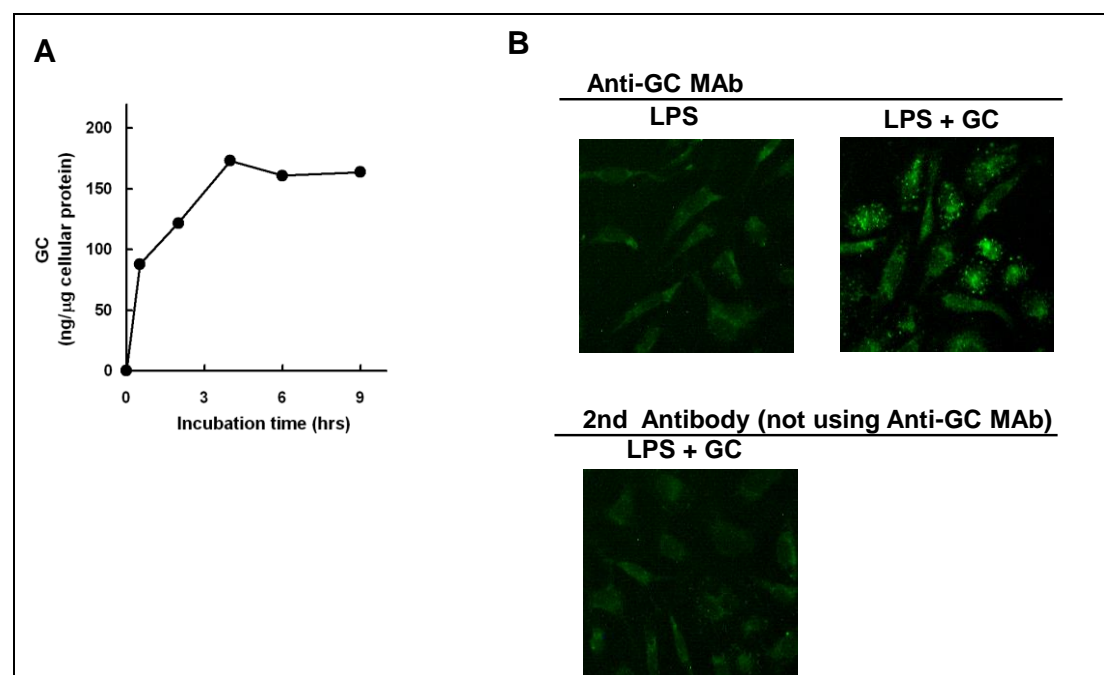 A
200
150
100
50
0
GC
(ng/μg cellular protein)
0 3 6 9
Incubation time (hrs)
B
Anti-GC MAb
LPS LPS + GC
2nd Antibody (not using Anti-GC MAb)
LPS + GC